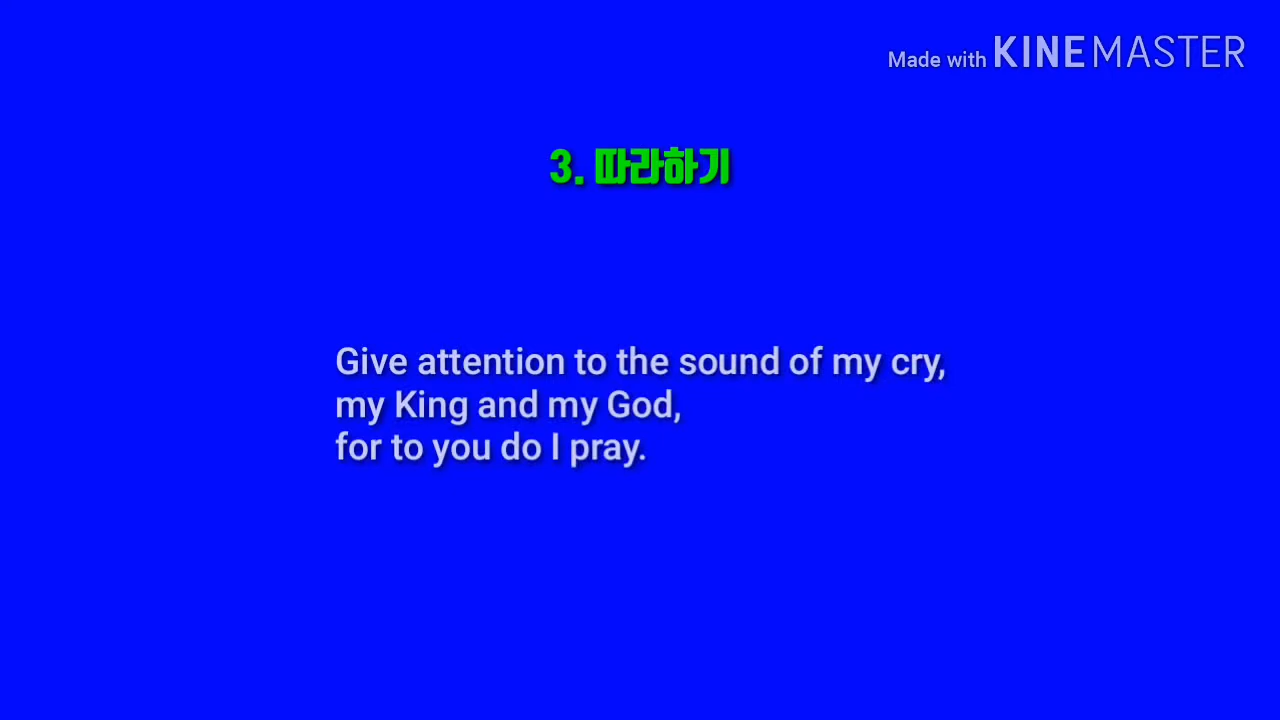 Made with KINEMASTER
3. 따라하기
Give attention to the sound of my cry,
my King and my God,
for to you do I pray.